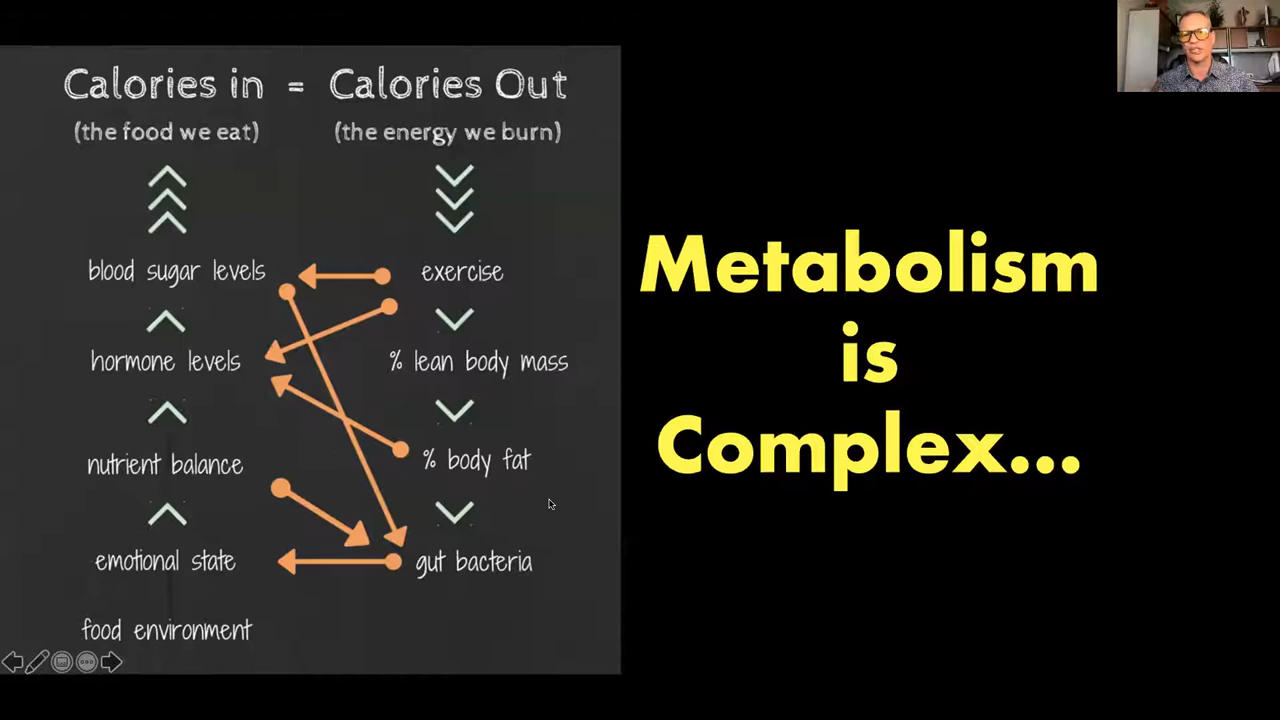 Calories in = Calories Out
(the food we eat) (the energy we burn)
blood sugar levels exercise
hormone levels % lean body mass
nutrient balance % body fat
emotional state gut bacteria
food environment
Metabolism
is
Complex...